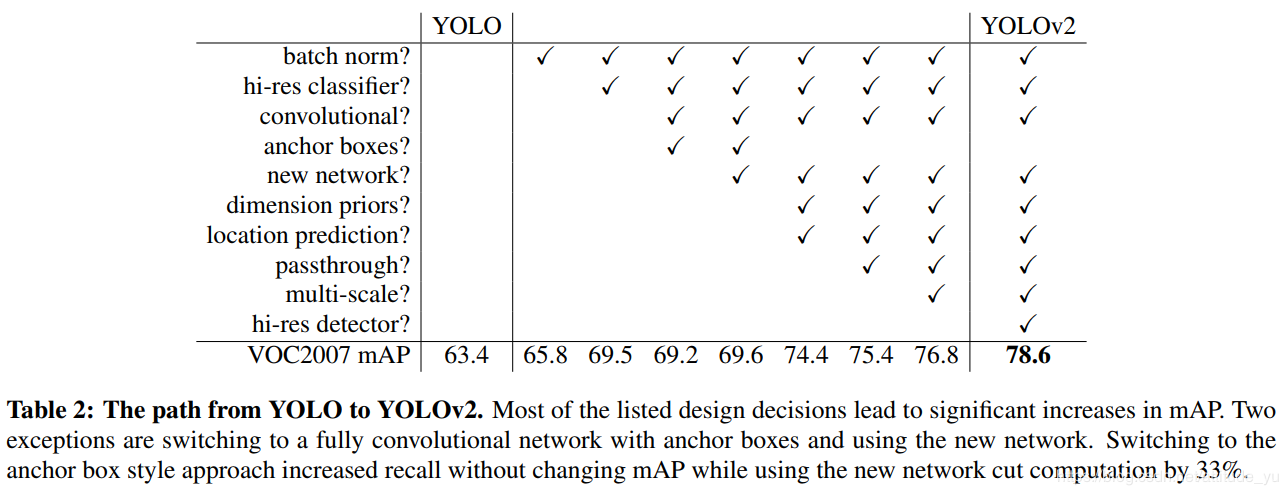 YOLO YOLOv2
batch norm? ✓ ✓ ✓ ✓ ✓ ✓ ✓ ✓
hi-res classifier? ✓ ✓ ✓ ✓ ✓ ✓ ✓
convolutional? ✓ ✓ ✓ ✓ ✓ ✓
anchor boxes? ✓ ✓
new network? ✓ ✓ ✓ ✓ ✓
dimension priors? ✓ ✓ ✓ ✓
location prediction? ✓ ✓ ✓ ✓
passthrough? ✓ ✓ ✓
multi-scale? ✓ ✓
hi-res detector? ✓
VOC2007 mAP 63.4 65.8 69.5 69.2 69.6 74.4 75.4 76.8 78.6
Table 2: The path from YOLO to YOLOv2. Most of the listed design decisions lead to significant increases in mAP. Two
exceptions are switching to a fully convolutional network with anchor boxes and using the new network. Switching to the
anchor box style approach increased recall without changing mAP while using the new network cut computation by 33%.